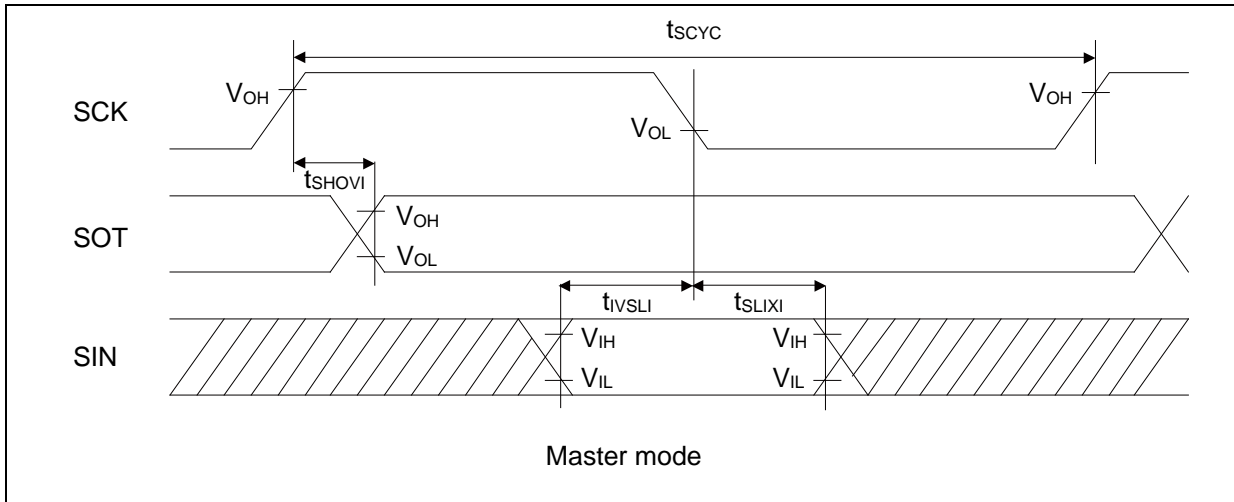 tSCYC
SCK
VOH
VOL
VOH
tSHOVI
SOT
VOH
VOL
tIVSLI
tSLIXI
SIN
VIH
VIH
VIL
VIL
Master mode